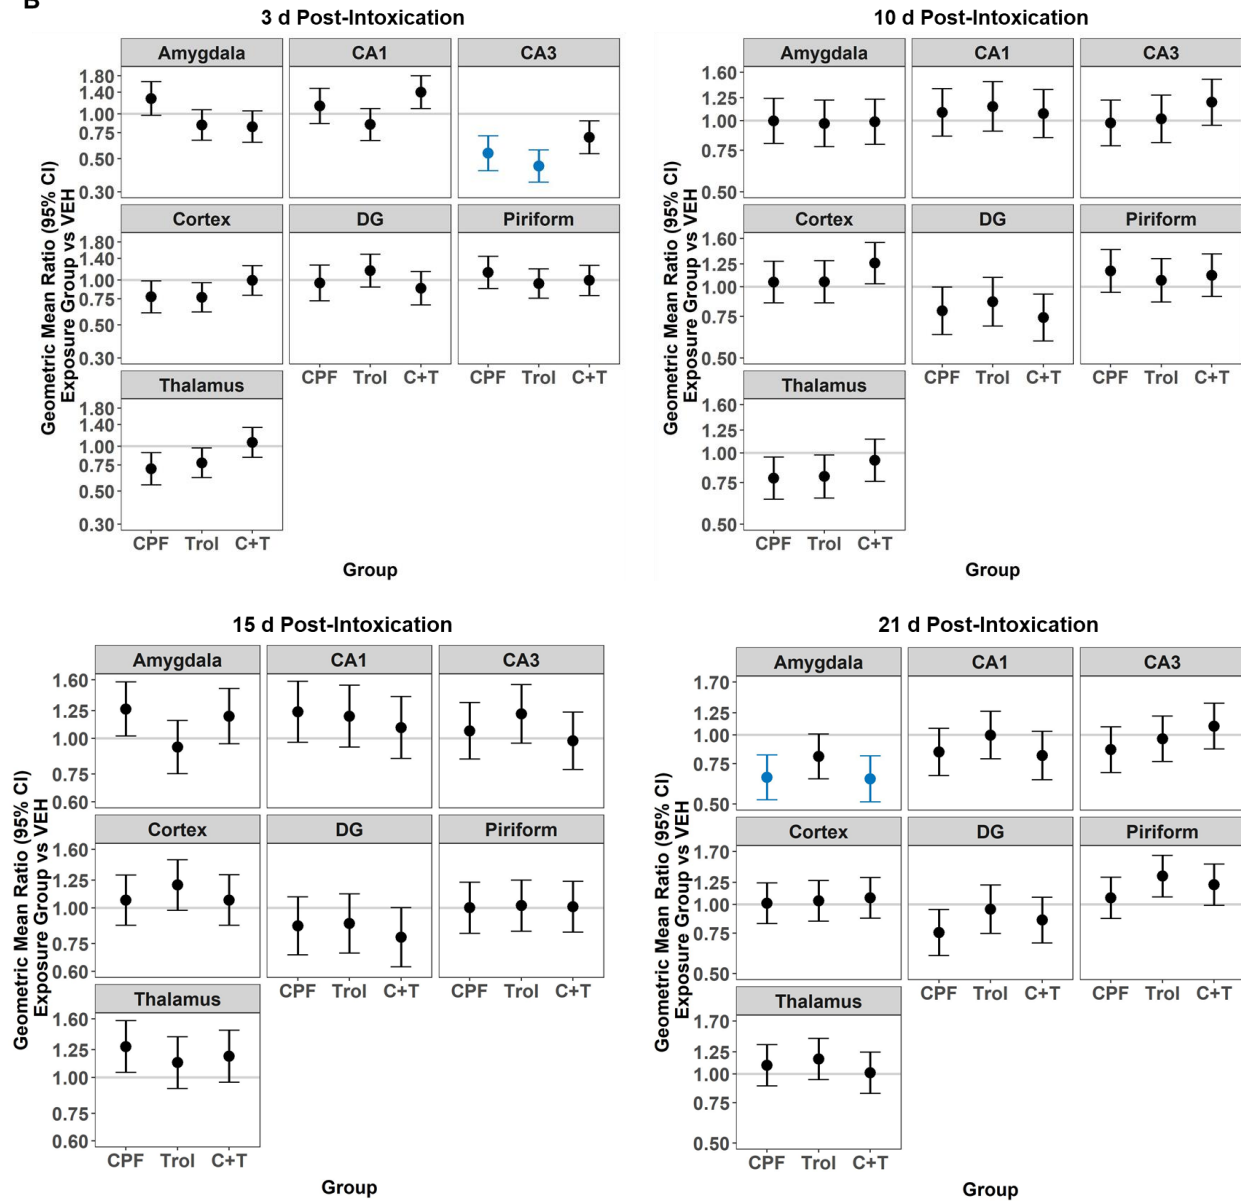 B
3 d Post-Intoxication
Geometric Mean Ratio (95% CI)
Exposure Group vs VEH
Amygdala CA1 CA3
1.80
1.40
1.00
0.75
0.50
0.30
Cortex DG Piriform
1.80
1.40
1.00
0.75
0.50
0.30
CPF Trol C+T CPF Trol C+T
Thalamus
1.80
1.40
1.00
0.75
0.50
0.30
CPF Trol C+T
Group
10 d Post-Intoxication
Geometric Mean Ratio (95% CI)
Exposure Group vs VEH
Amygdala CA1 CA3
1.60
1.25
1.00
0.75
0.50
Cortex DG Piriform
1.60
1.25
1.00
0.75
0.50
CPF Trol C+T CPF Trol C+T
Thalamus
1.60
1.25
1.00
0.75
0.50
CPF Trol C+T
Group
15 d Post-Intoxication
Geometric Mean Ratio (95% CI)
Exposure Group vs VEH
Amygdala CA1 CA3
1.60
1.25
1.00
0.75
0.60
Cortex DG Piriform
1.60
1.25
1.00
0.75
0.60
CPF Trol C+T CPF Trol C+T
Thalamus
1.60
1.25
1.00
0.75
0.60
CPF Trol C+T
Group
21 d Post-Intoxication
Geometric Mean Ratio (95% CI)
Exposure Group vs VEH
Amygdala CA1 CA3
1.70
1.25
1.00
0.75
0.50
Cortex DG Piriform
1.70
1.25
1.00
0.75
0.50
CPF Trol C+T CPF Trol C+T
Thalamus
1.70
1.25
1.00
0.75
0.50
CPF Trol C+T
Group